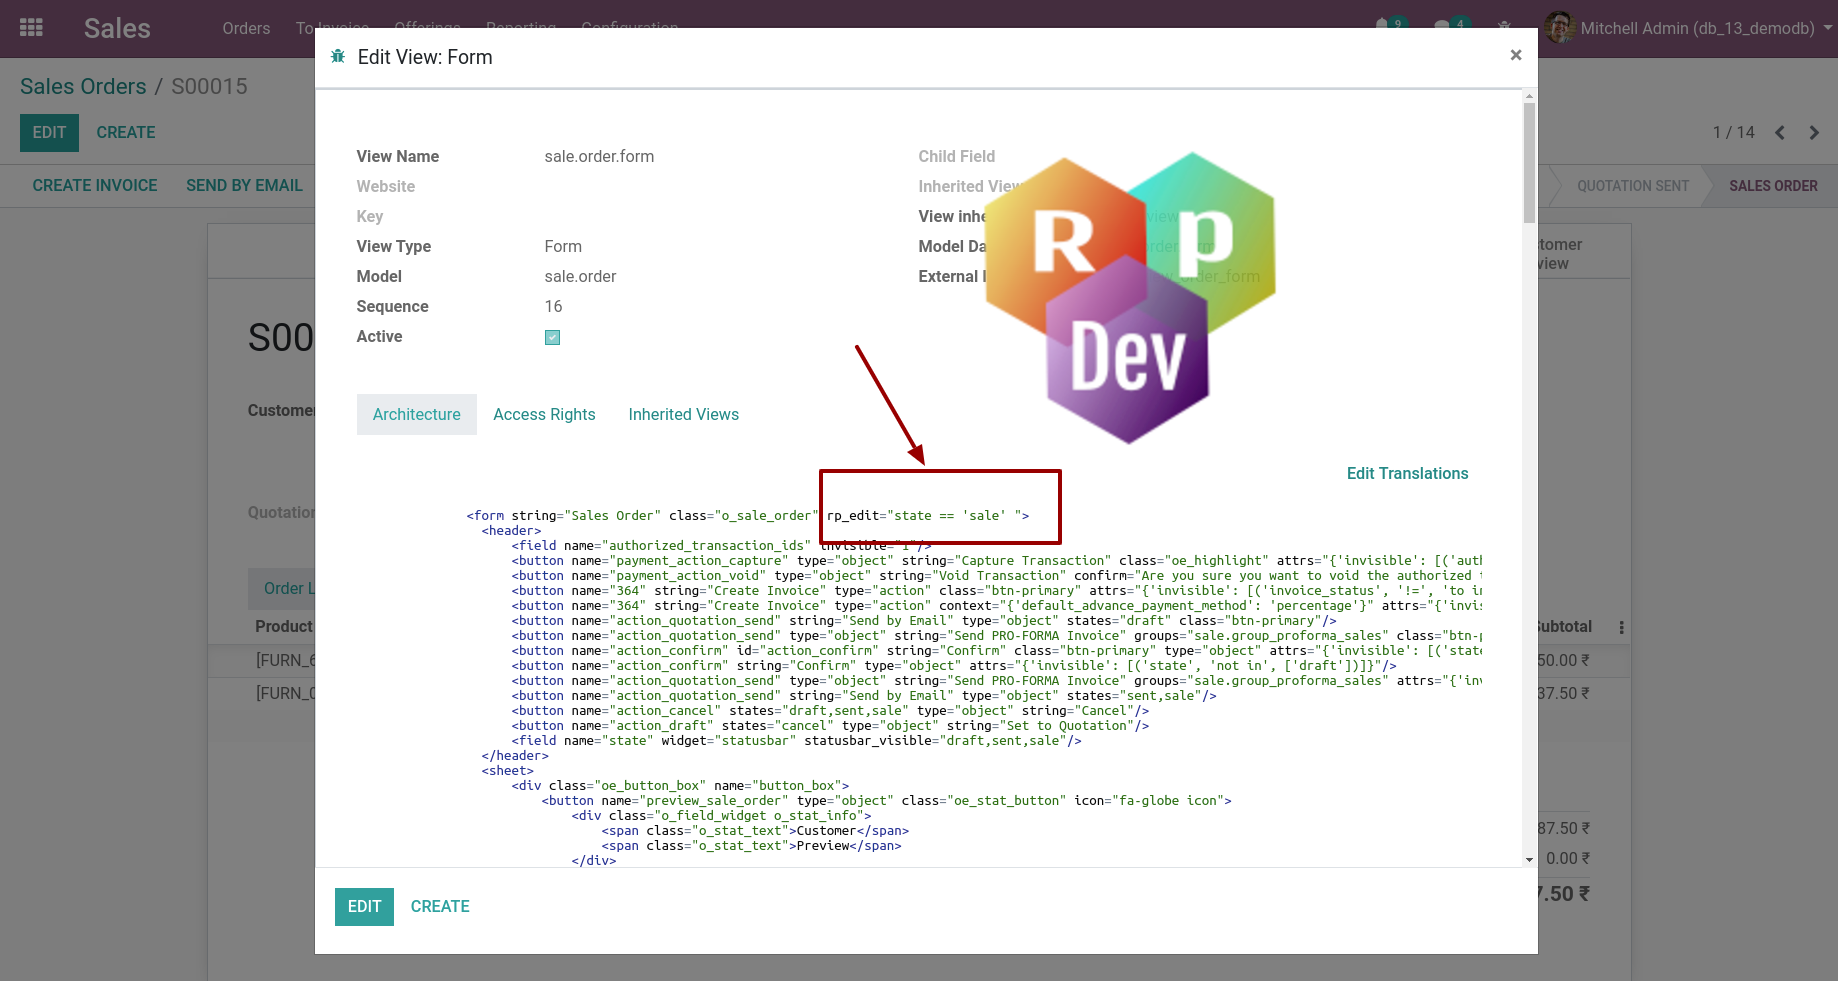 Sales Orders To Invoice Offerings Reporting Configuration 9 4 Mitchell Admin (db_13_demodb)
Edit View: Form ×
Sales Orders / S00015
EDIT CREATE 1 / 14
CREATE INVOICE SEND BY EMAIL QUOTATION SENT SALES ORDER
View Name sale.order.form Child Field
Website Inherited View
Key View inhe view
View Type Form Model Da
Model sale.order External I _order_form
Sequence 16
Active
R p Dev
tomer
view
S00
Custome
Architecture Access Rights Inherited Views
Edit Translations
Quotation
Order L
Product Subtotal
[FURN_6 50.00 ₹
[FURN_0 37.50 ₹
<form string="Sales Order" class="o_sale_order" rp_edit="state == 'sale' ">
<header>
<field name="authorized_transaction_ids" invisible="1"/>
<button name="payment_action_capture" type="object" string="Capture Transaction" class="oe_highlight" attrs="{'invisible': [('auth
<button name="payment_action_void" type="object" string="Void Transaction" confirm="Are you sure you want to void the authorized t
<button name="364" string="Create Invoice" type="action" class="btn-primary" attrs="{'invisible': [('invoice_status', '!=', 'to in
<button name="364" string="Create Invoice" type="action" context="{'default_advance_payment_method': 'percentage'}" attrs="{'invis
<button name="action_quotation_send" string="Send by Email" type="object" states="draft" class="btn-primary"/>
<button name="action_quotation_send" type="object" string="Send PRO-FORMA Invoice" groups="sale.group_proforma_sales" class="btn-p
<button name="action_confirm" id="action_confirm" string="Confirm" class="btn-primary" type="object" attrs="{'invisible': [('state
<button name="action_confirm" string="Confirm" type="object" attrs="{'invisible': [('state', 'not in', ['draft'])]}"/>
<button name="action_quotation_send" type="object" string="Send PRO-FORMA Invoice" groups="sale.group_proforma_sales" attrs="{'inv
<button name="action_quotation_send" string="Send by Email" type="object" states="sent,sale"/>
<button name="action_cancel" states="draft,sent,sale" type="object" string="Cancel"/>
<button name="action_draft" states="cancel" type="object" string="Set to Quotation"/>
<field name="state" widget="statusbar" statusbar_visible="draft,sent,sale"/>
</header>
<sheet>
<div class="oe_button_box" name="button_box">
<button name="preview_sale_order" type="object" class="oe_stat_button" icon="fa-globe icon">
<div class="o_field_widget o_stat_info">
<span class="o_stat_text">Customer</span>
<span class="o_stat_text">Preview</span>
</div>
87.50 ₹
0.00 ₹
7.50 ₹
EDIT CREATE